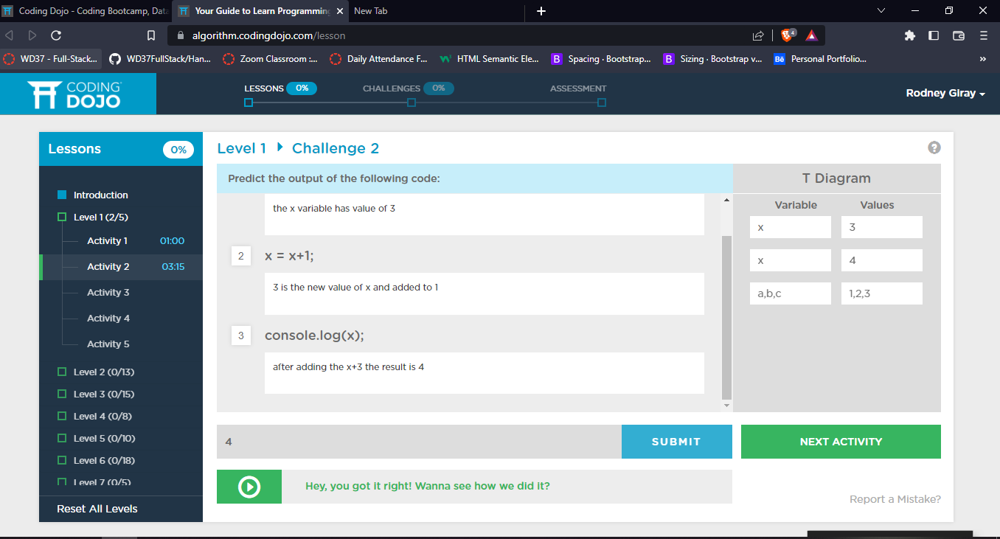 Coding Dojo - Coding Bootcamp, Data
Your Guide to Learn Programming
New Tab
algorithm.codingdojo.com/lesson
4
WD37 - Full-Stack...
WD37FullStack/Han...
Zoom Classroom :...
Daily Attendance F...
HTML Semantic Ele...
B Spacing · Bootstrap...
B Sizing · Bootstrap v...
Bē Personal Portfolio...
CODING
DOJO
LESSONS 0%
CHALLENGES 0%
ASSESSMENT
Rodney GIray
Lessons 0%
Introduction
Level 1 (2/5)
Activity 1 01:00
Activity 2 03:15
Activity 3
Activity 4
Activity 5
Level 2 (0/13)
Level 3 (0/15)
Level 4 (0/8)
Level 5 (0/10)
Level 6 (0/18)
Level 7 (0/5)
Reset All Levels
Level 1 Challenge 2
?
Predict the output of the following code:
the x variable has value of 3
2 x = x+1;
3 is the new value of x and added to 1
3 console.log(x);
after adding the x+3 the result is 4
T Diagram
Variable Values
x 3
x 4
a,b,c 1,2,3
4
SUBMIT
NEXT ACTIVITY
Hey, you got it right! Wanna see how we did it?
Report a Mistake?